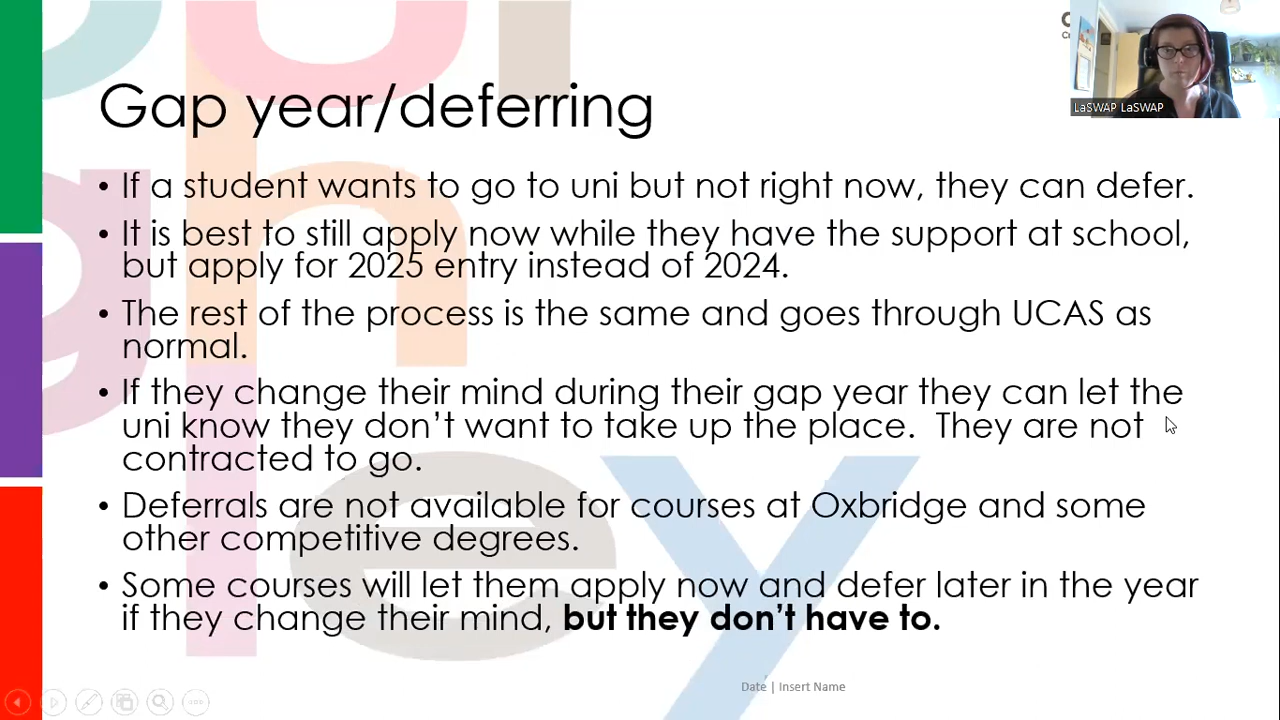 Gap year/deferring
• If a student wants to go to uni but not right now, they can defer.
• It is best to still apply now while they have the support at school,
but apply for 2025 entry instead of 2024.
• The rest of the process is the same and goes through UCAS as
normal.
• If they change their mind during their gap year they can let the
uni know they don't want to take up the place.  They are not
contracted to go.
• Deferrals are not available for courses at Oxbridge and some
other competitive degrees.
• Some courses will let them apply now and defer later in the year
if they change their mind, but they don't have to.
Date | Insert Name
LaSWAP LaSWAP